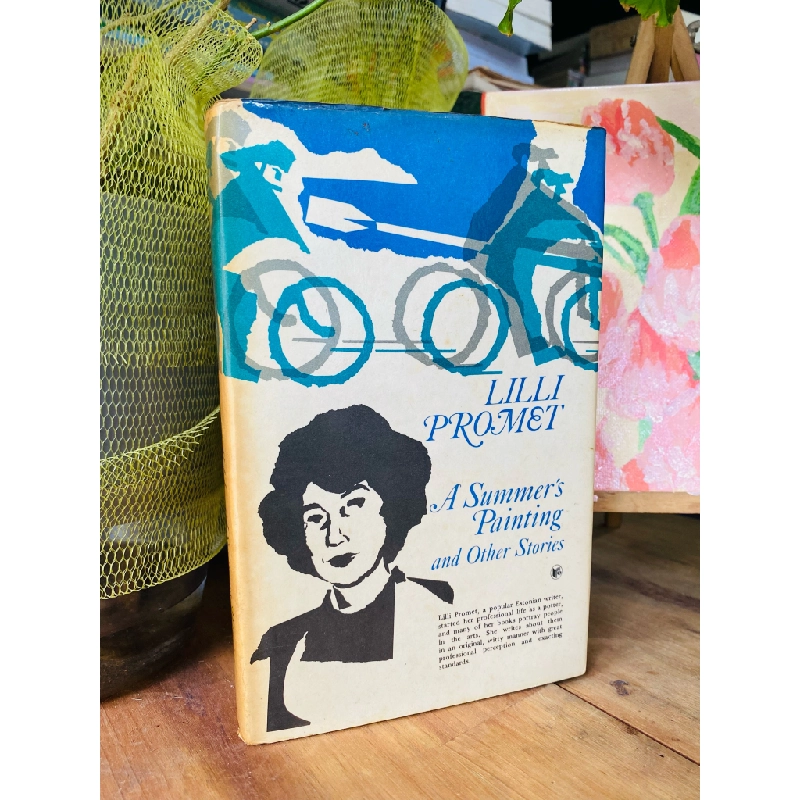 LILLI
PROMET
A Summer's
Painting
and Other Stories
Lilli Promet, a popular Estonian writer,
started her professional life as a potter,
and many of her books portray people
in the arts. She writes about them
in an original, witty manner with great
professional perception and exacting
standards.